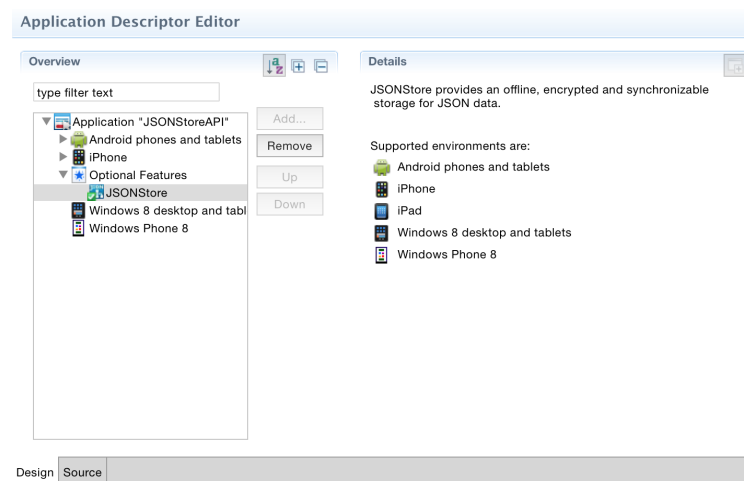 Application Descriptor Editor
Overview
type filter text
Application "JSONStoreAPI"
Android phones and tablets
iPhone
Optional Features
JSONStore
Windows 8 desktop and tabl
Windows Phone 8
Add...
Remove
Up
Down
Details
JSONStore provides an offline, encrypted and synchronizable
storage for JSON data.
Supported environments are:
Android phones and tablets
iPhone
iPad
Windows 8 desktop and tablets
Windows Phone 8
Design
Source